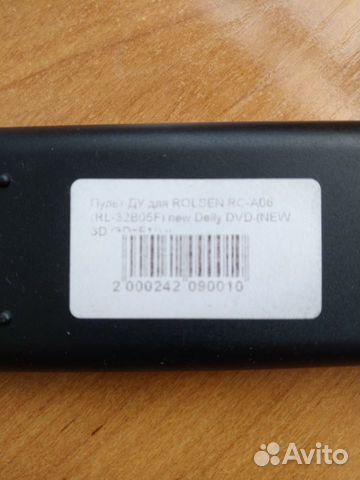 Пульт ДУ для ROLSEN RC-A06
(RL-32B05F) new Delly DVD (NEW
3D
2 000242 090010
Avito